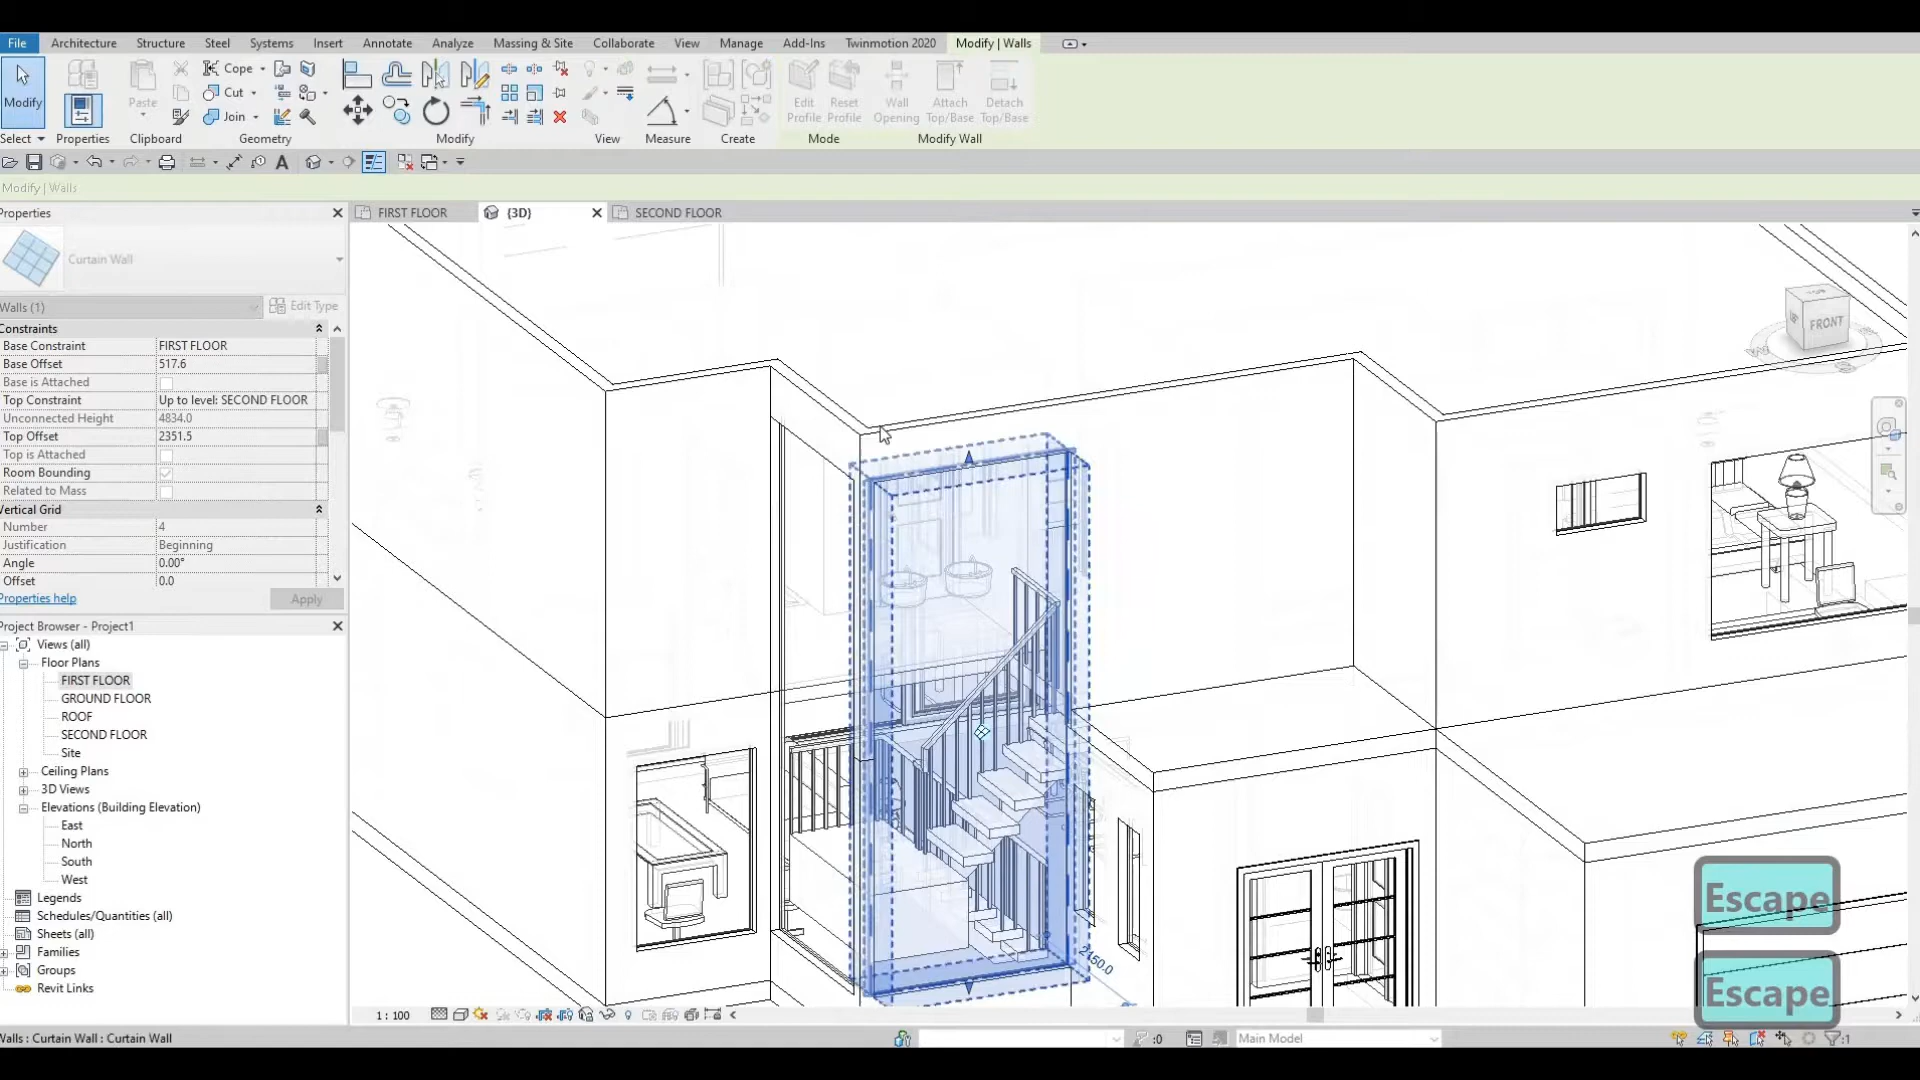 File Architecture Structure Steel Systems Insert Annotate Analyze Massing & Site Collaborate View Manage Add-Ins Twinmotion 2020 Modify | Walls
Cope
Cut
Join
Modify
Paste
Edit Profile
Reset Profile
Wall Opening
Attach Top/Base
Detach Top/Base
Select Properties Clipboard Geometry Modify View Measure Create Mode Modify Wall
Modify | Walls
Properties
FIRST FLOOR {3D} SECOND FLOOR
Curtain Wall
Walls (1) Edit Type
Constraints
Base Constraint FIRST FLOOR
Base Offset 517.6
Base is Attached
Top Constraint Up to level: SECOND FLOOR
Unconnected Height 4834.0
Top Offset 2351.5
Top is Attached
Room Bounding
Related to Mass
Vertical Grid
Number 4
Justification Beginning
Angle 0.00°
Offset 0.0
Properties help Apply
Project Browser - Project1
Views (all)
Floor Plans
FIRST FLOOR
GROUND FLOOR
ROOF
SECOND FLOOR
Site
Ceiling Plans
3D Views
Elevations (Building Elevation)
East
North
South
West
Legends
Schedules/Quantities (all)
Sheets (all)
Families
Groups
Revit Links
FRONT
2150.0
Escape
Escape
1 : 100
Walls : Curtain Wall : Curtain Wall
:0
Main Model
:1